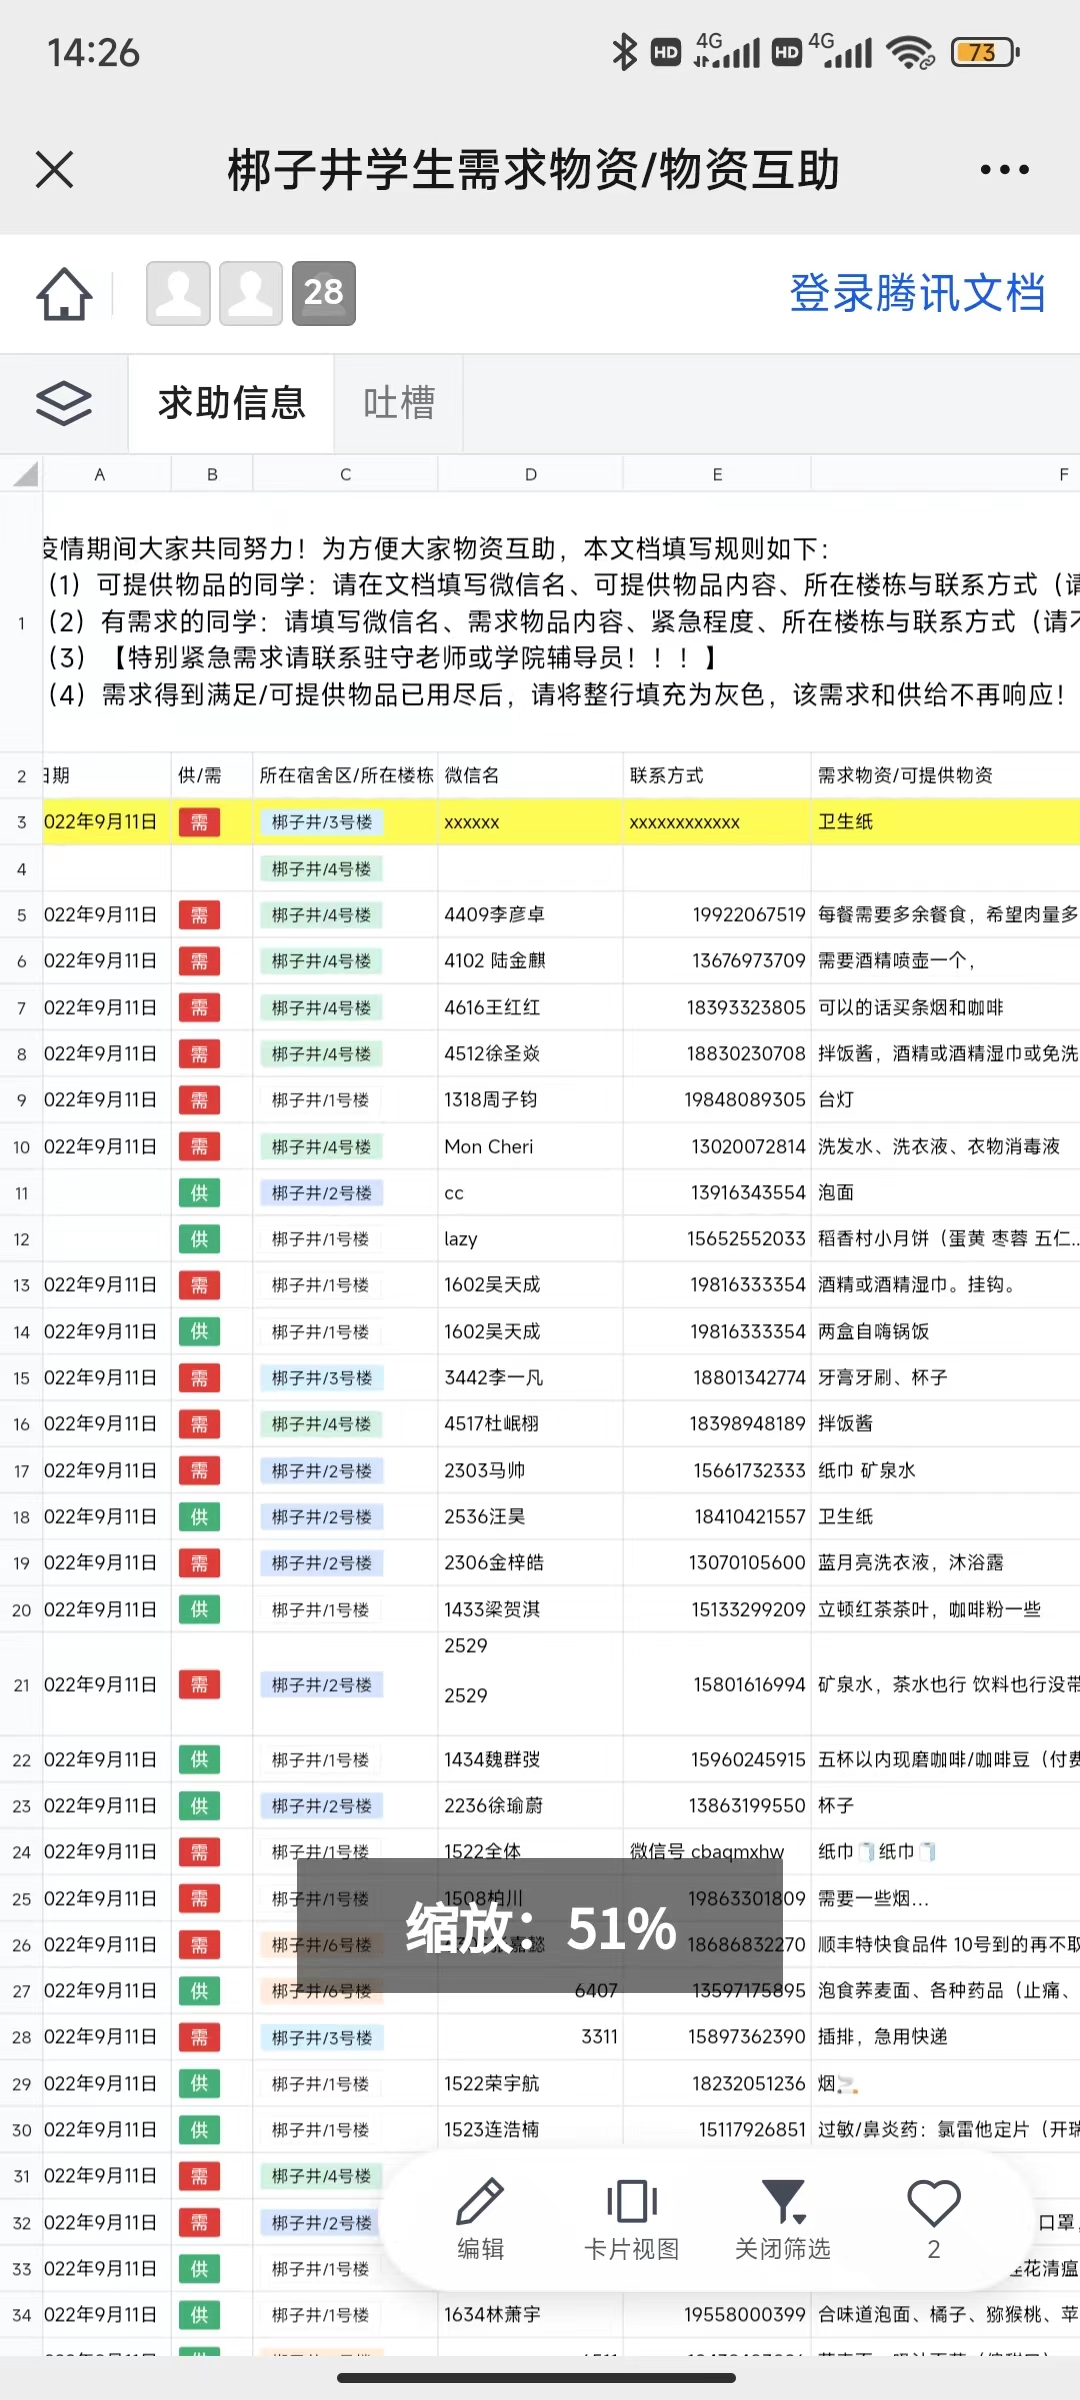 14:26
HD 4G HD 4G 73
梆子井学生需求物资/物资互助
28 登录腾讯文档
求助信息 吐槽
A B C D E F
疫情期间大家共同努力！为方便大家物资互助，本文档填写规则如下：
（1）可提供物品的同学：请在文档填写微信名、可提供物品内容、所在楼栋与联系方式（请
1 （2）有需求的同学：请填写微信名、需求物品内容、紧急程度、所在楼栋与联系方式（请不
（3）【特别紧急需求请联系驻守老师或学院辅导员！！！】
（4）需求得到满足/可提供物品已用尽后，请将整行填充为灰色，该需求和供给不再响应！
2 日期 供/需 所在宿舍区/所在楼栋 微信名 联系方式 需求物资/可提供物资
3 022年9月11日 需 梆子井/3号楼 xxxxxx xxxxxxxxxxxx 卫生纸
4 梆子井/4号楼
5 022年9月11日 需 梆子井/4号楼 4409李彦卓 19922067519 每餐需要多余餐食，希望肉量多
6 022年9月11日 需 梆子井/4号楼 4102 陆金麒 13676973709 需要酒精喷壶一个，
7 022年9月11日 需 梆子井/4号楼 4616王红红 18393323805 可以的话买条烟和咖啡
8 022年9月11日 需 梆子井/4号楼 4512徐圣焱 18830230708 拌饭酱，酒精或酒精湿巾或免洗
9 022年9月11日 需 梆子井/1号楼 1318周子钧 19848089305 台灯
10 022年9月11日 需 梆子井/4号楼 Mon Cheri 13020072814 洗发水、洗衣液、衣物消毒液
11 供 梆子井/2号楼 cc 13916343554 泡面
12 供 梆子井/1号楼 lazy 15652552033 稻香村小月饼（蛋黄 枣蓉 五仁...
13 022年9月11日 需 梆子井/1号楼 1602吴天成 19816333354 酒精或酒精湿巾。挂钩。
14 022年9月11日 供 梆子井/1号楼 1602吴天成 19816333354 两盒自嗨锅饭
15 022年9月11日 需 梆子井/3号楼 3442李一凡 18801342774 牙膏牙刷、杯子
16 022年9月11日 需 梆子井/4号楼 4517杜岷栩 18398948189 拌饭酱
17 022年9月11日 需 梆子井/2号楼 2303马帅 15661732333 纸巾 矿泉水
18 022年9月11日 供 梆子井/2号楼 2536汪昊 18410421557 卫生纸
19 022年9月11日 需 梆子井/2号楼 2306金梓皓 13070105600 蓝月亮洗衣液，沐浴露
20 022年9月11日 供 梆子井/1号楼 1433梁贺淇 15133299209 立顿红茶茶叶，咖啡粉一些
2529
21 022年9月11日 需 梆子井/2号楼 15801616994 矿泉水，茶水也行 饮料也行没带
2529
22 022年9月11日 供 梆子井/1号楼 1434魏群弢 15960245915 五杯以内现磨咖啡/咖啡豆（付费
23 022年9月11日 供 梆子井/2号楼 2236徐瑜蔚 13863199550 杯子
24 022年9月11日 需 梆子井/1号楼 1522全体 微信号 cbaqmxhw 纸巾🧻纸巾🧻
25 022年9月11日 需 梆子井/1号楼 1508柏川 19863301809 需要一些烟...
缩放：51%
26 022年9月11日 需 梆子井/6号楼 嘉懿 18686832270 顺丰特快食品件 10号到的再不取
27 022年9月11日 供 梆子井/6号楼 6407 13597175895 泡食荞麦面、各种药品（止痛、
28 022年9月11日 需 梆子井/3号楼 3311 15897362390 插排，急用快递
29 022年9月11日 供 梆子井/1号楼 1522荣宇航 18232051236 烟🚬
30 022年9月11日 供 梆子井/1号楼 1523连浩楠 15117926851 过敏/鼻炎药：氯雷他定片（开瑞
31 022年9月11日 需 梆子井/4号楼
32 022年9月11日 需 梆子井/2号楼 口罩，
33 022年9月11日 供 梆子井/1号楼 花清瘟
编辑 卡片视图 关闭筛选 2
34 022年9月11日 供 梆子井/1号楼 1634林萧宇 19558000399 合味道泡面、橘子、猕猴桃、苹